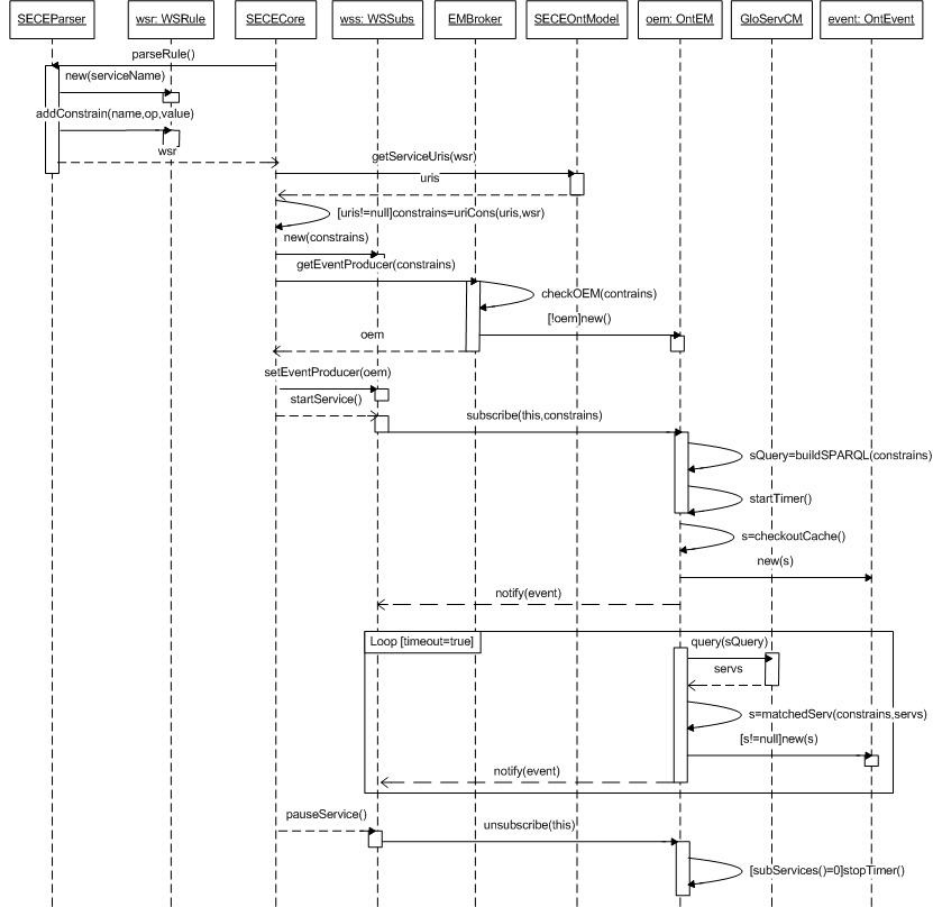 SECEParser wsr: WSRule SECECore wss: WSSubs EMBroker SECEOntModel oem: OntEM GloServCM event: OntEvent
parseRule()
new(serviceName)
addConstrain(name,op,value)
wsr
getServiceUris(wsr)
uris
[uris!=null]constrains=uriCons(uris,wsr)
new(constrains)
getEventProducer(constrains)
checkOEM(contrains)
[!oem]new()
oem
setEventProducer(oem)
startService()
subscribe(this,constrains)
sQuery=buildSPARQL(constrains)
startTimer()
s=checkoutCache()
new(s)
notify(event)
Loop [timeout=true]
query(sQuery)
servs
s=matchedServ(constrains,servs)
[s!=null]new(s)
notify(event)
pauseService()
unsubscribe(this)
[subServices()=0]stopTimer()